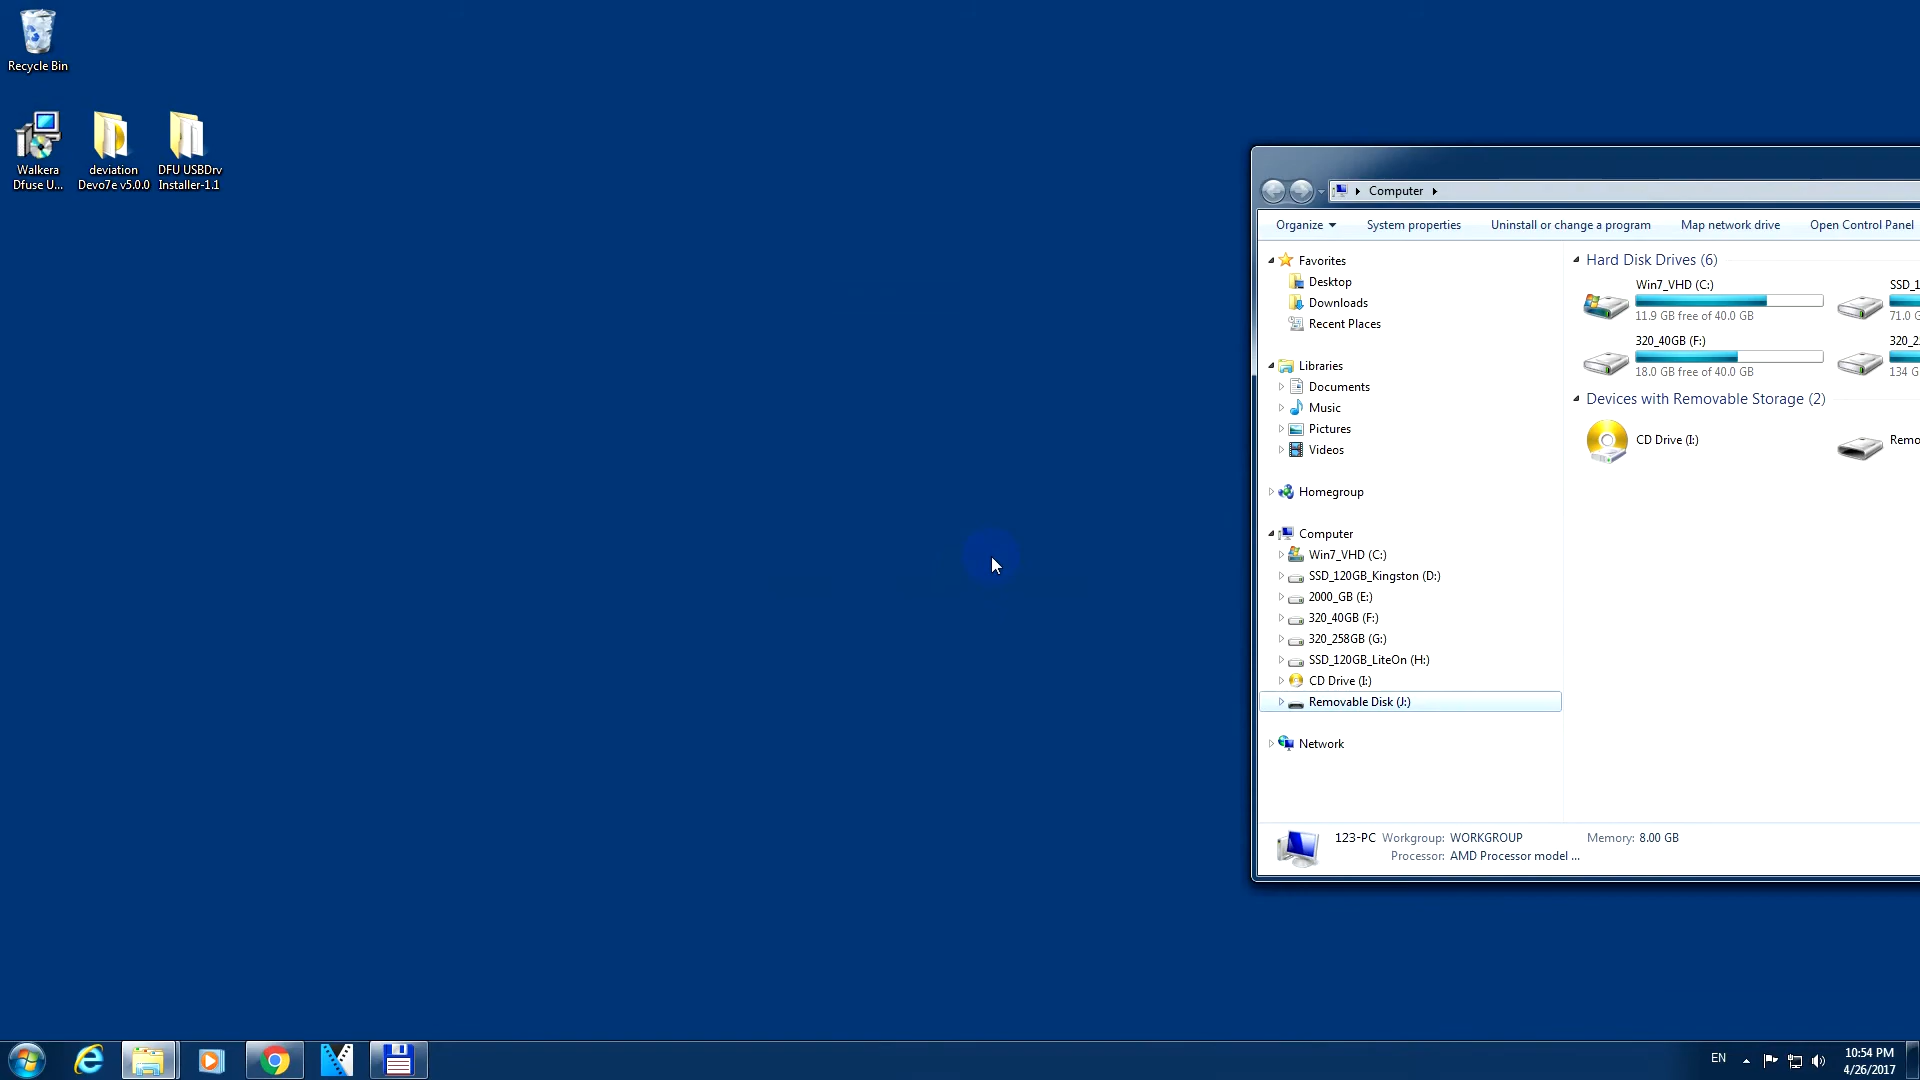 Recycle Bin
Walkera
Dfuse U...
deviation
Devo7e v5.0.0
DFU USBDrv
Installer-1.1
Computer
Organize
System properties
Uninstall or change a program
Map network drive
Open Control Panel
Favorites
Desktop
Downloads
Recent Places
Libraries
Documents
Music
Pictures
Videos
Homegroup
Computer
Win7_VHD (C:)
SSD_120GB_Kingston (D:)
2000_GB (E:)
320_40GB (F:)
320_258GB (G:)
SSD_120GB_LiteOn (H:)
CD Drive (I:)
Removable Disk (J:)
Network
Hard Disk Drives (6)
Win7_VHD (C:)
11.9 GB free of 40.0 GB
SSD_1
71.0 G
320_40GB (F:)
18.0 GB free of 40.0 GB
320_2
134 G
Devices with Removable Storage (2)
CD Drive (I:)
Remo
123-PC Workgroup: WORKGROUP
Memory: 8.00 GB
Processor: AMD Processor model ...
EN
10:54 PM
4/26/2017